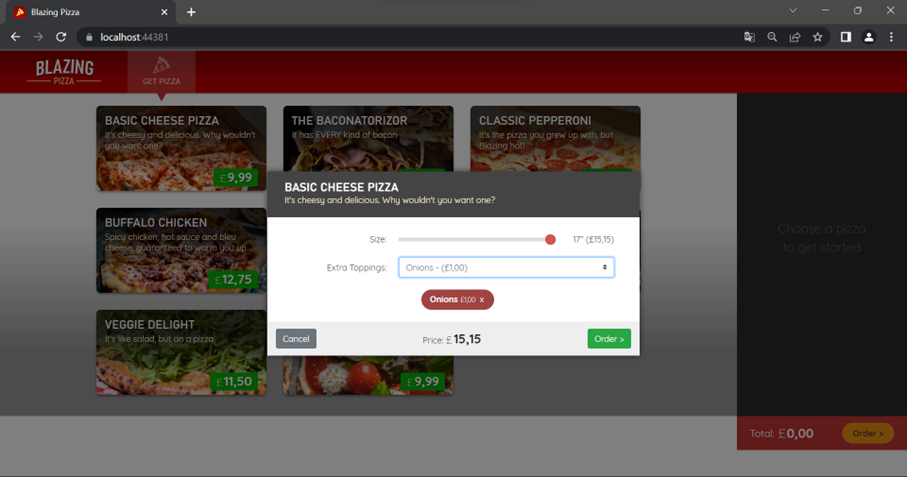 Blazing Pizza
localhost:44381
BLAZING
PIZZA
GET PIZZA
BASIC CHEESE PIZZA
It's cheesy and delicious. Why wouldn't
you want one?
£9,99
THE BACONATORIZOR
It has EVERY kind of bacon
CLASSIC PEPPERONI
It's the pizza you grew up with, but
Blazing hot!
BASIC CHEESE PIZZA
It's cheesy and delicious. Why wouldn't you want one?
Size: 17" (£15,15)
Extra Toppings: Onions - (£1,00)
Onions £1,00 x
Cancel Price: £ 15,15 Order >
BUFFALO CHICKEN
Spicy chicken, hot sauce and bleu
cheese, guaranteed to warm you up
£12,75
VEGGIE DELIGHT
It's like salad, but on a pizza
£11,50
£9,99
Choose a pizza
to get started
Total: £0,00 Order >